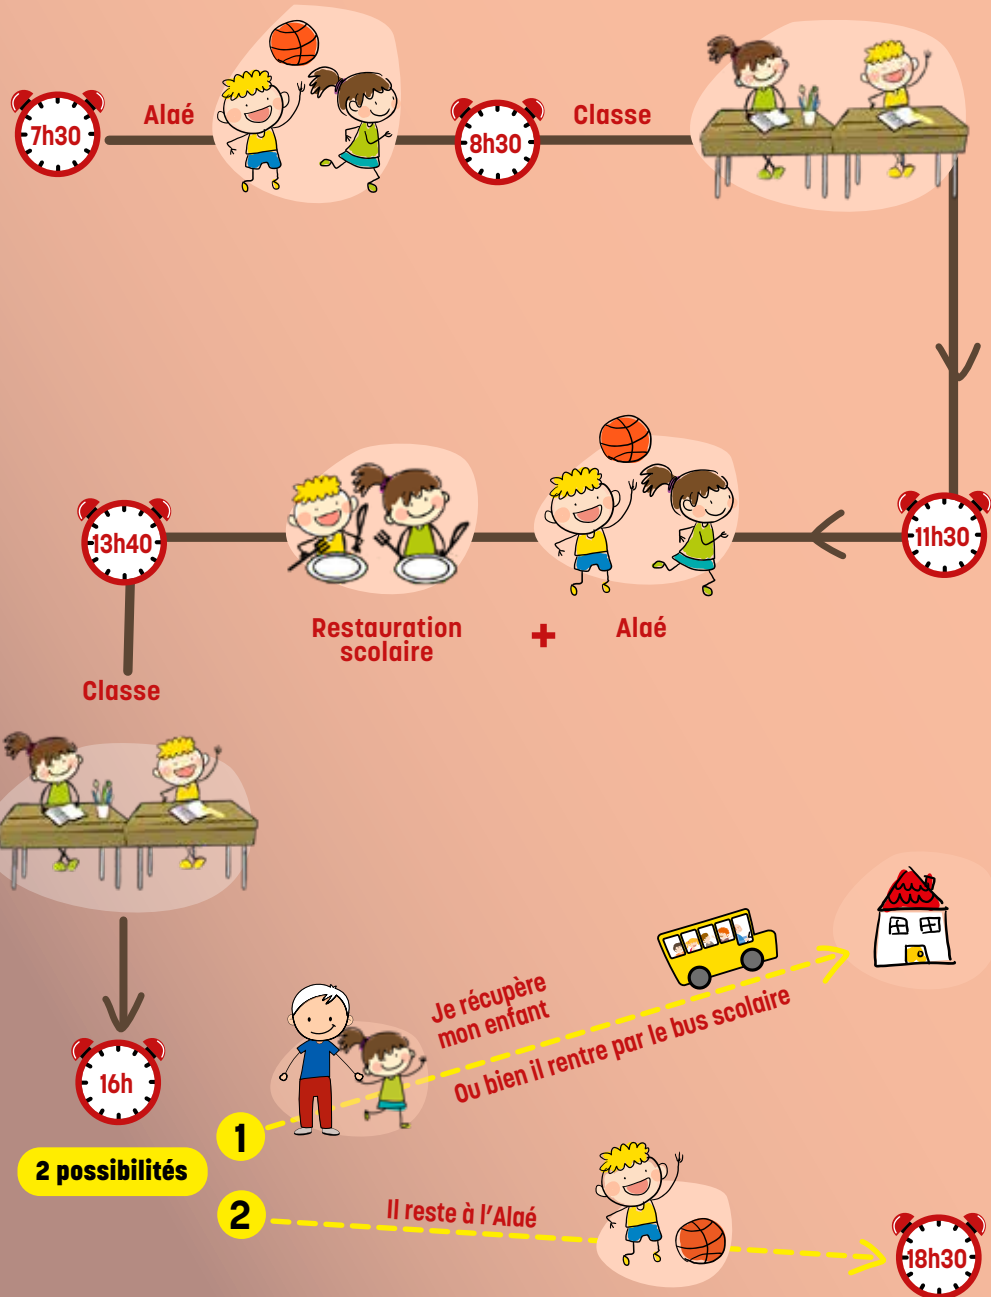 7h30
Alaé
8h30
Classe
11h30
13h40
Restauration
scolaire
+
Alaé
Classe
16h
2 possibilités
1
Je récupère
mon enfant
Ou bien il rentre par le bus scolaire
2
Il reste à l'Alaé
18h30